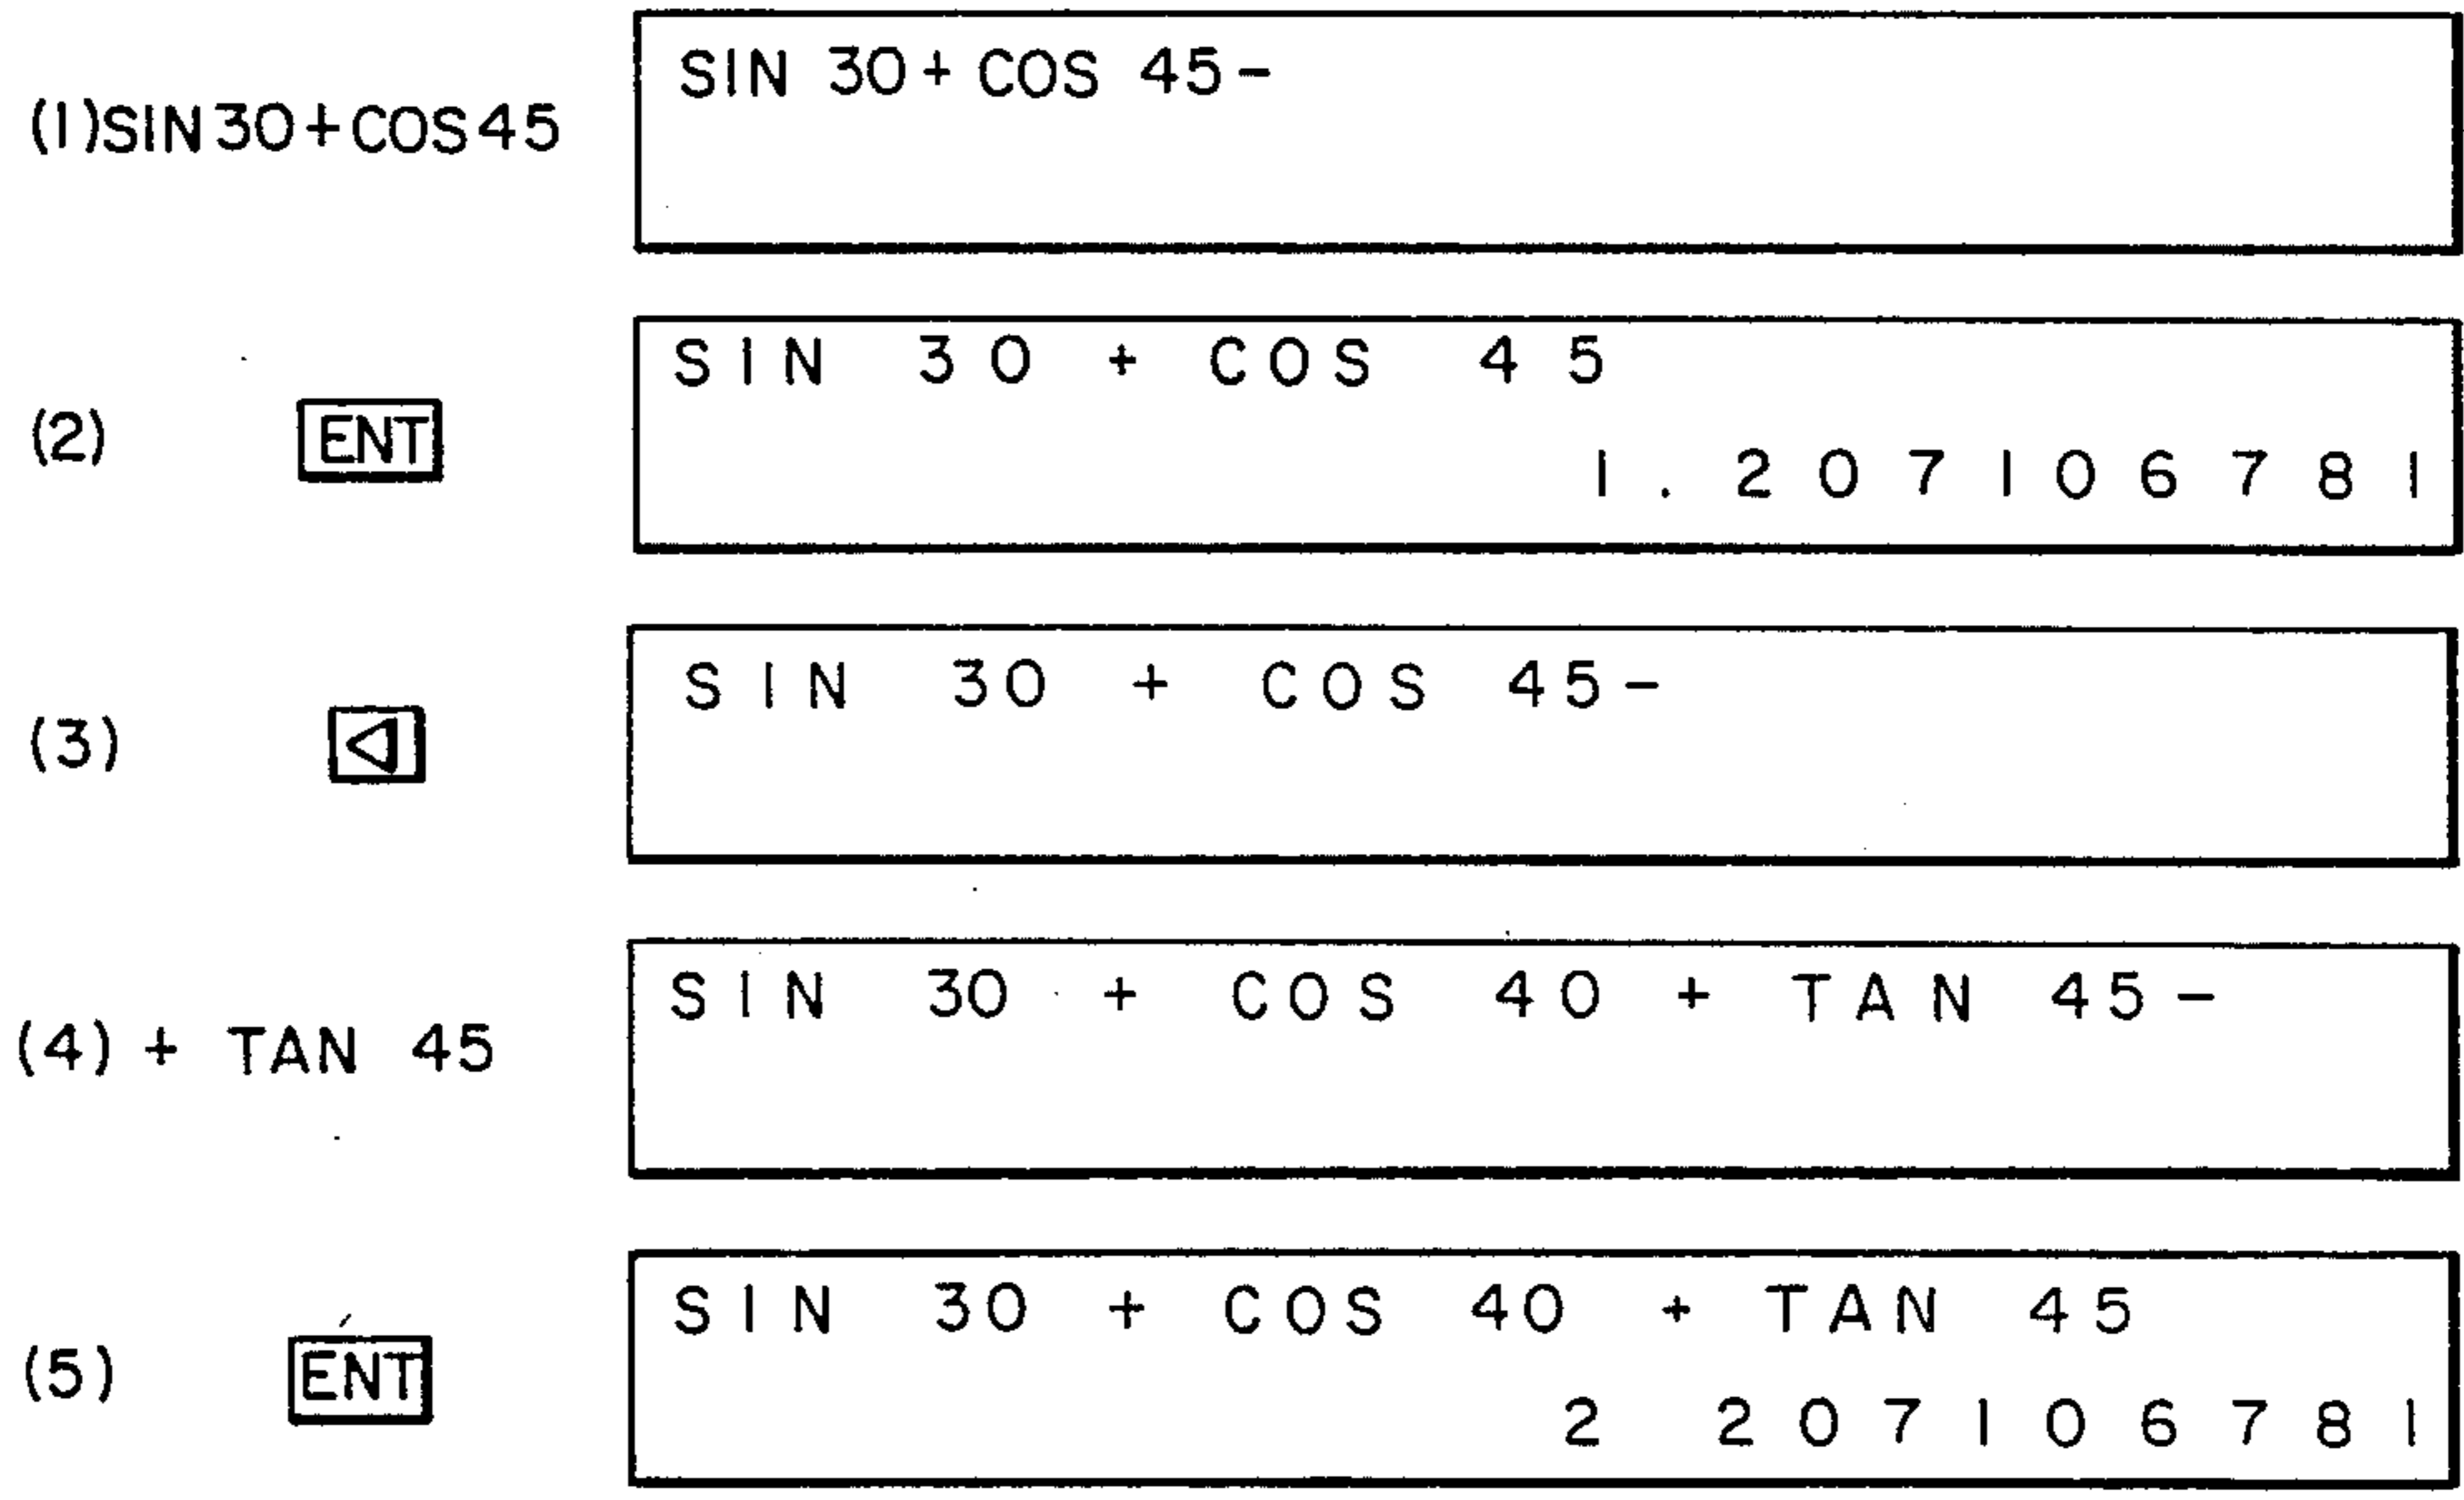 (1)SIN30+COS45
SIN 30+COS 45-
(2) ENT
SIN 30 + COS 45
1.207106781
(3)
SIN 30 + COS 45-
(4) + TAN 45
SIN 30 + COS 40 + TAN 45-
(5) ENT
SIN 30 + COS 40 + TAN 45
2 207106781